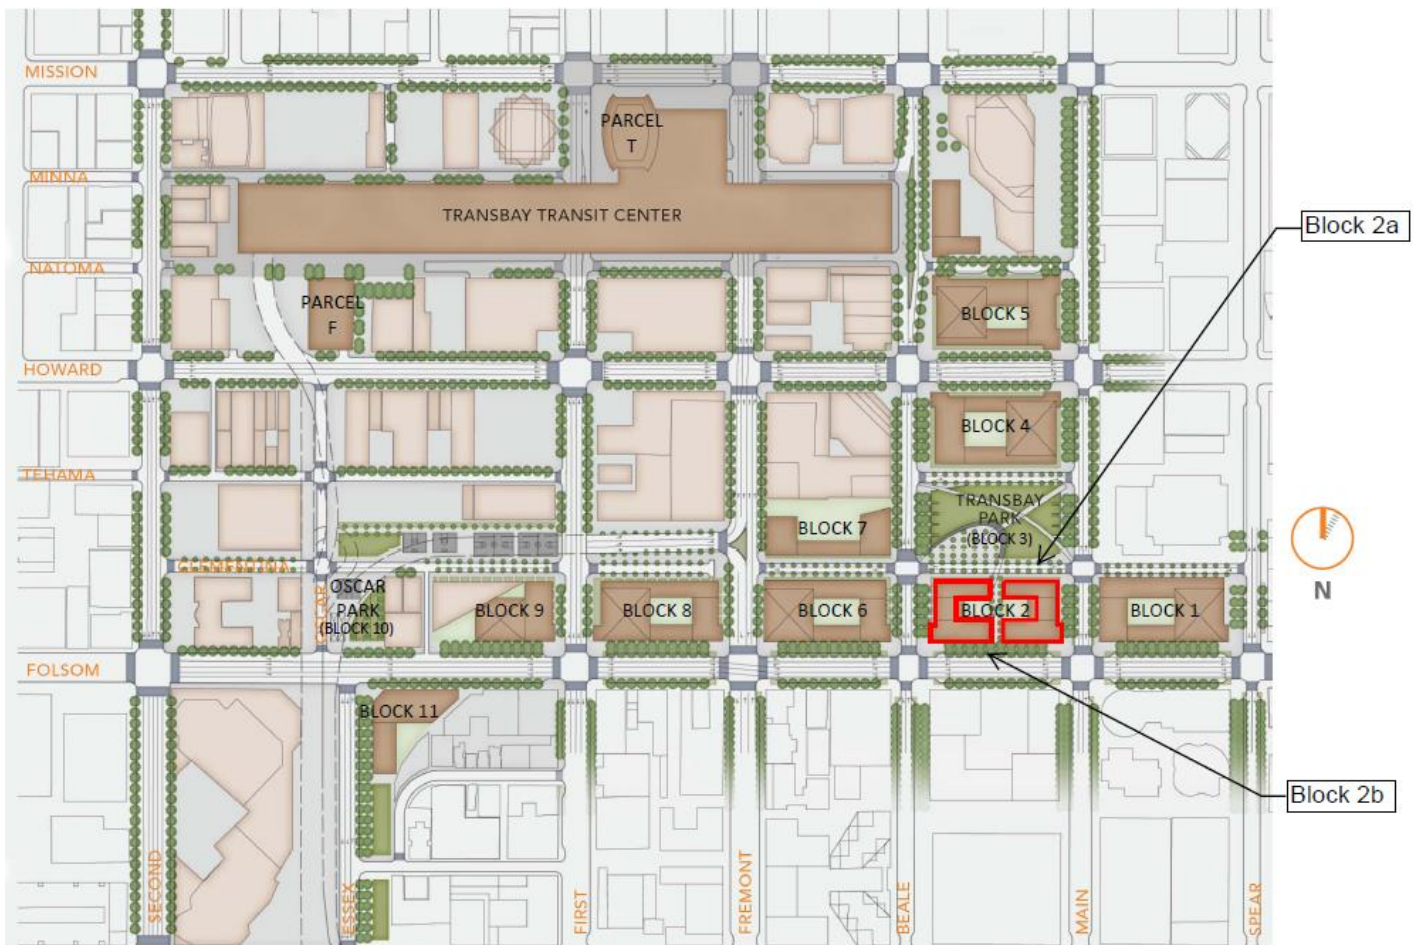 MISSION
PARCEL
T
MINNA
TRANSBAY TRANSIT CENTER
Block 2a
NATOMA
PARCEL
F
BLOCK 5
HOWARD
BLOCK 4
TEHAMA
TRANSBAY
PARK
(BLOCK 3)
BLOCK 7
N
CLEMENTINA
OSCAR
PARK
(BLOCK 10)
BLOCK 9
BLOCK 8
BLOCK 6
BLOCK 2
BLOCK 1
FOLSOM
BLOCK 11
Block 2b
SECOND
ESSEX
FIRST
FREMONT
BEALE
MAIN
SPEAR